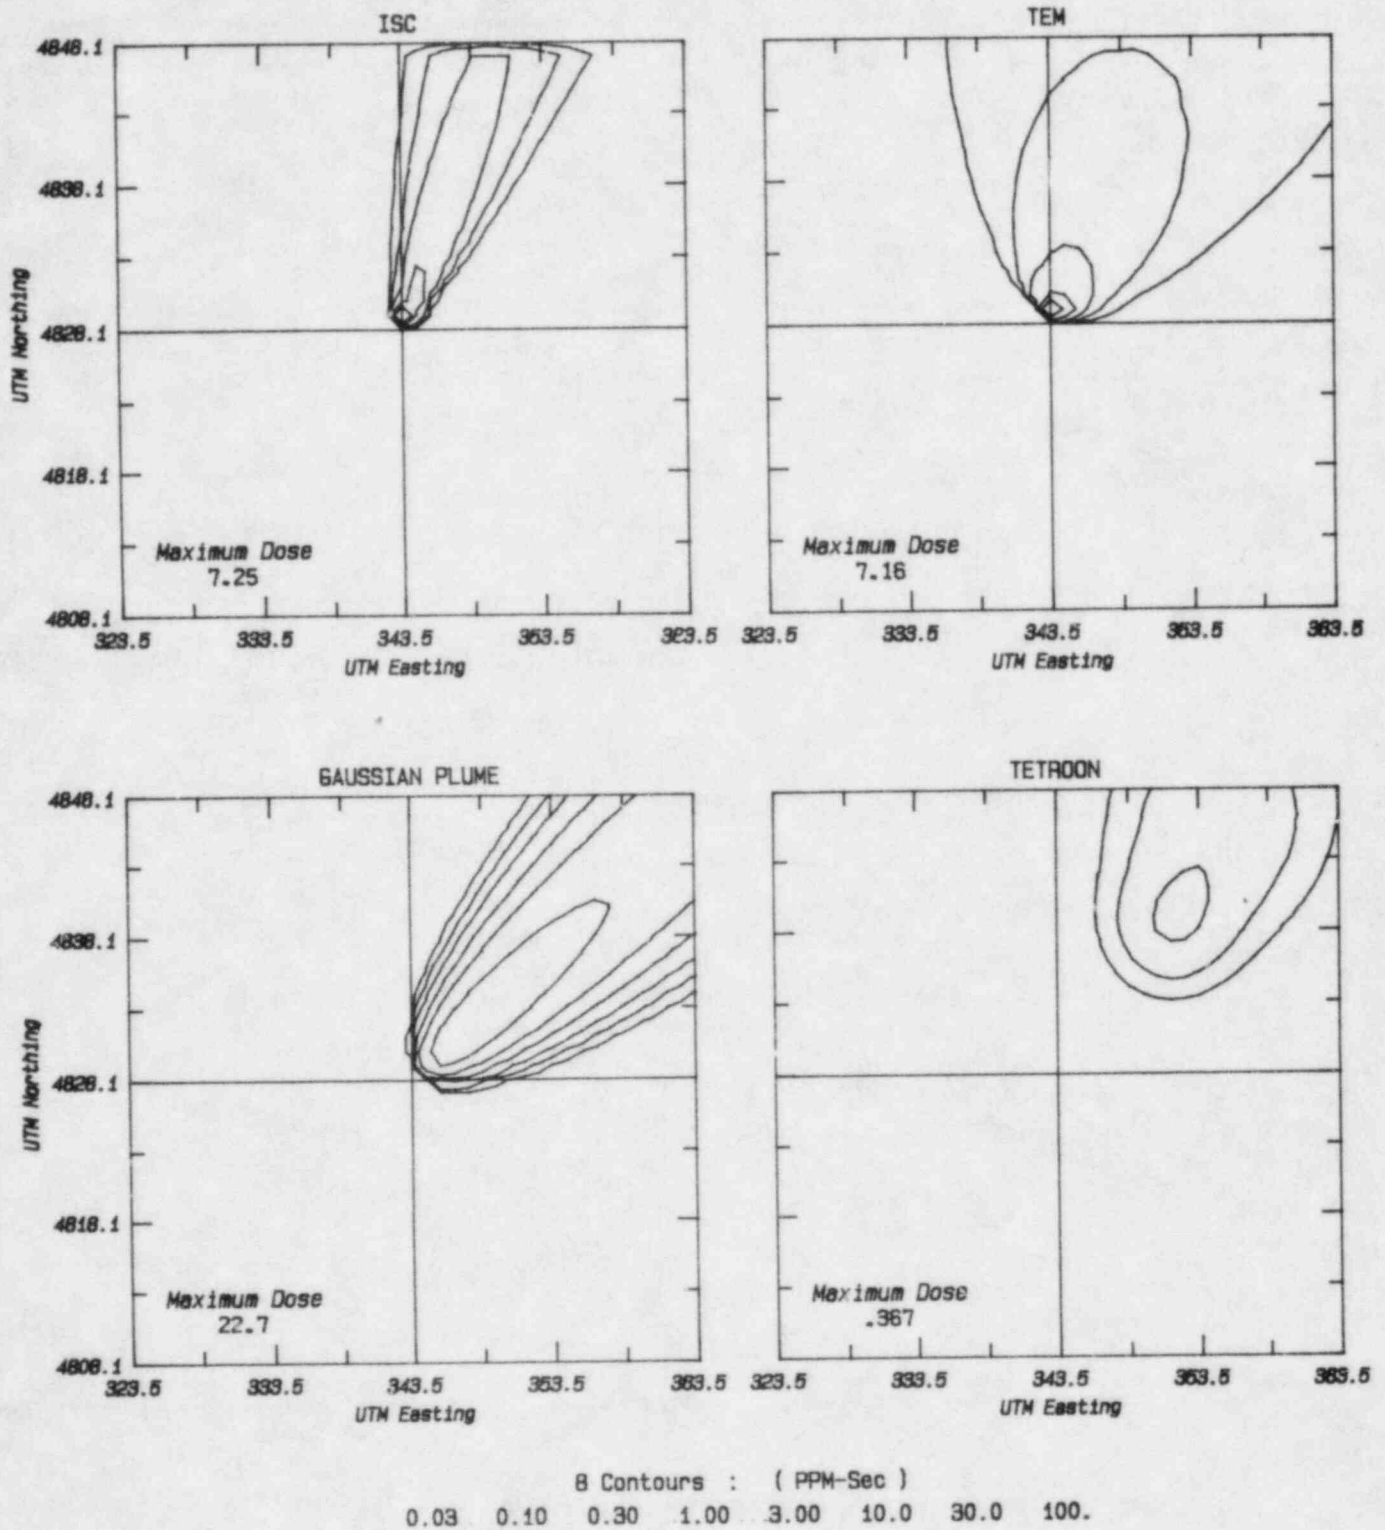 ISC
TEM
4848.1
4838.1
4828.1
4818.1
4808.1
UTM Northing
Maximum Dose
7.25
Maximum Dose
7.16
323.5 333.5 343.5 353.5 363.5
323.5 333.5 343.5 353.5 363.5
UTM Easting
UTM Easting
GAUSSIAN PLUME
TETROON
4848.1
4838.1
4828.1
4818.1
4808.1
UTM Northing
Maximum Dose
22.7
Maximum Dose
.367
323.5 333.5 343.5 353.5 363.5
323.5 333.5 343.5 353.5 363.5
UTM Easting
UTM Easting
8 Contours : ( PPM-Sec )
0.03 0.10 0.30 1.00 3.00 10.0 30.0 100.